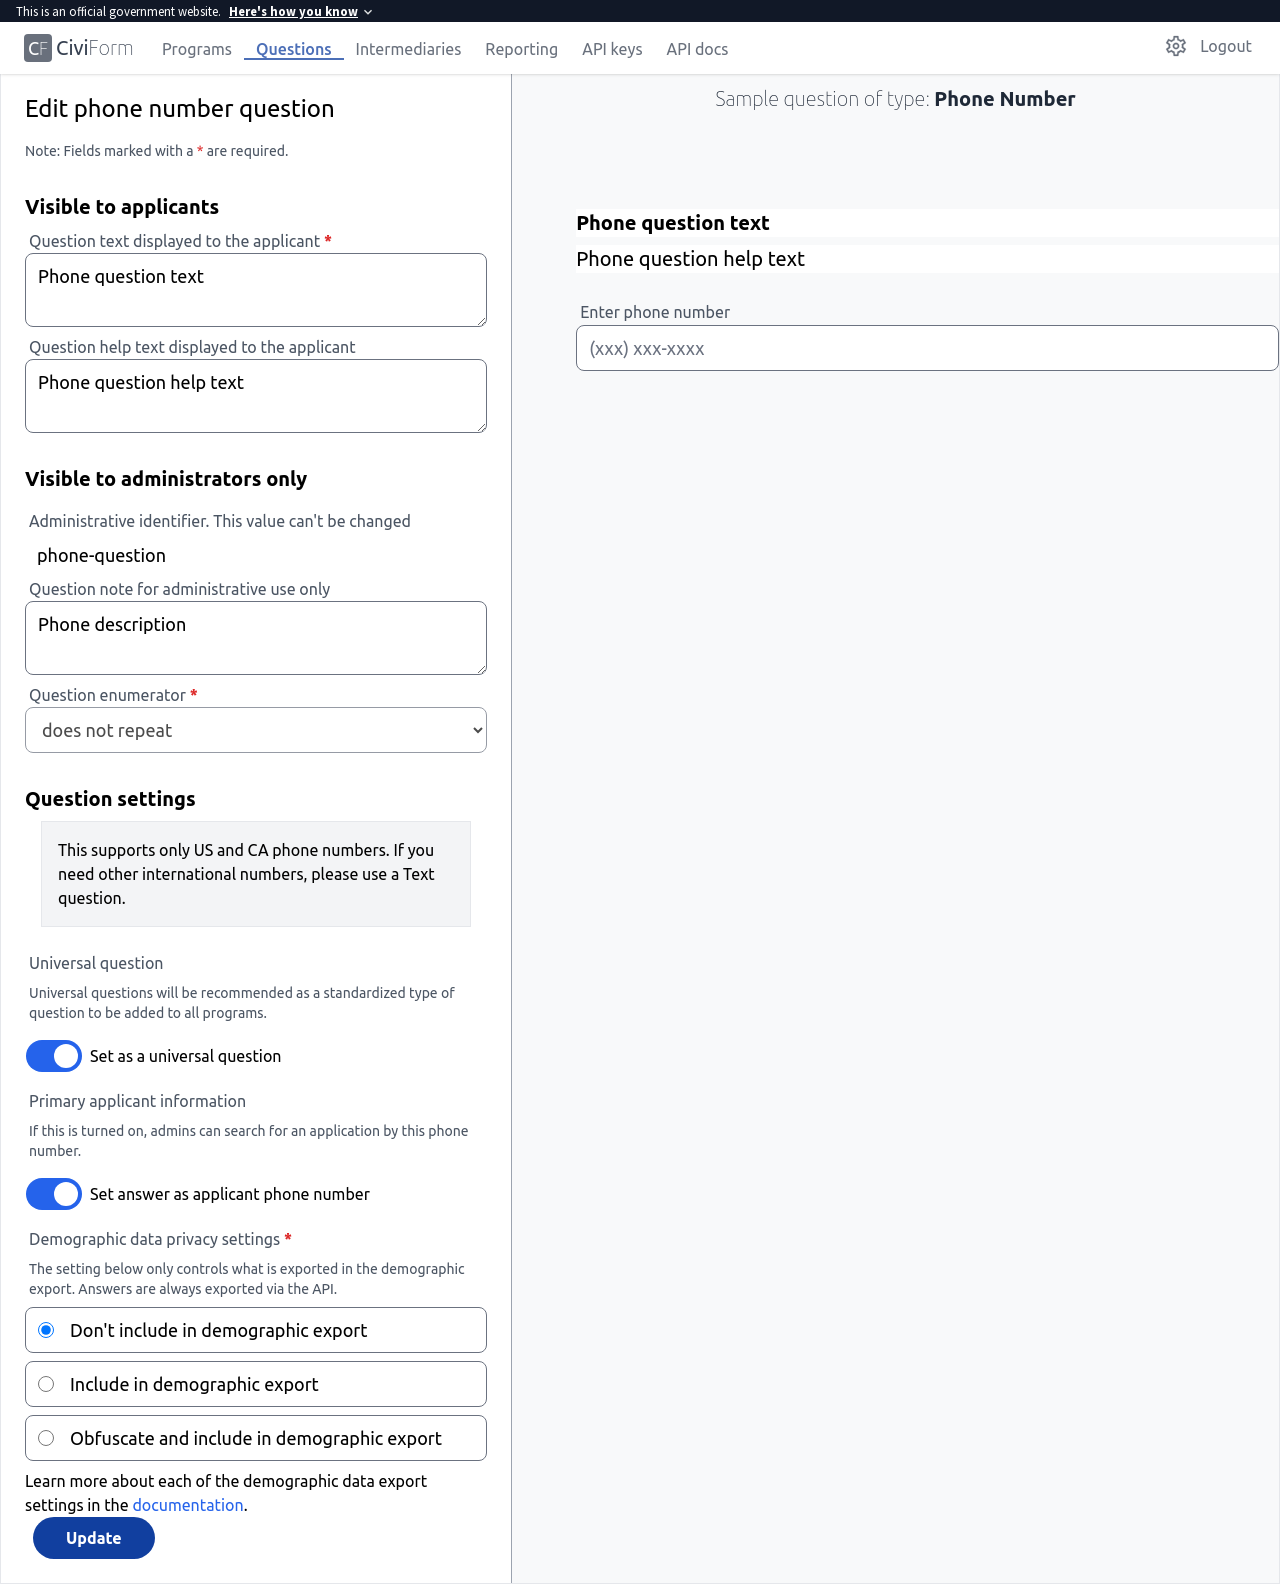 This is an official government website. Here's how you know
CF CiviForm Programs Questions Intermediaries Reporting API keys API docs Logout
Edit phone number question
Note: Fields marked with a * are required.
Visible to applicants
Question text displayed to the applicant *
Phone question text
Question help text displayed to the applicant
Phone question help text
Visible to administrators only
Administrative identifier. This value can't be changed
phone-question
Question note for administrative use only
Phone description
Question enumerator *
does not repeat
Question settings
This supports only US and CA phone numbers. If you
need other international numbers, please use a Text
question.
Universal question
Universal questions will be recommended as a standardized type of
question to be added to all programs.
Set as a universal question
Primary applicant information
If this is turned on, admins can search for an application by this phone
number.
Set answer as applicant phone number
Demographic data privacy settings *
The setting below only controls what is exported in the demographic
export. Answers are always exported via the API.
Don't include in demographic export
Include in demographic export
Obfuscate and include in demographic export
Learn more about each of the demographic data export
settings in the documentation.
Update
Sample question of type: Phone Number
Phone question text
Phone question help text
Enter phone number
(xxx) xxx-xxxx